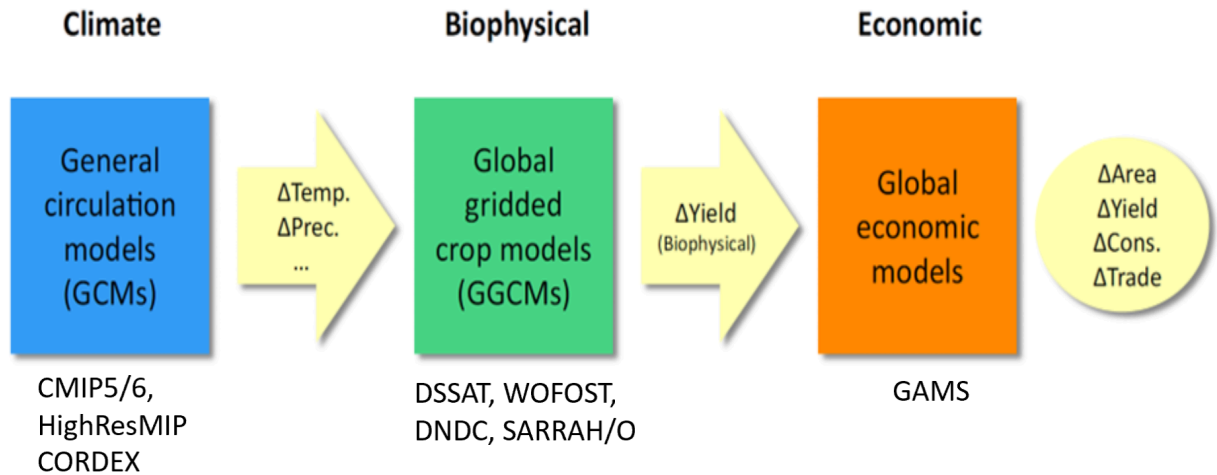 Climate
Biophysical
Economic
General
circulation
models
(GCMs)
ΔTemp.
ΔPrec.
...
Global
gridded
crop models
(GGCMs)
ΔYield
(Biophysical)
Global
economic
models
ΔArea
ΔYield
ΔCons.
ΔTrade
CMIP5/6,
HighResMIP
CORDEX
DSSAT, WOFOST,
DNDC, SARRAH/O
GAMS